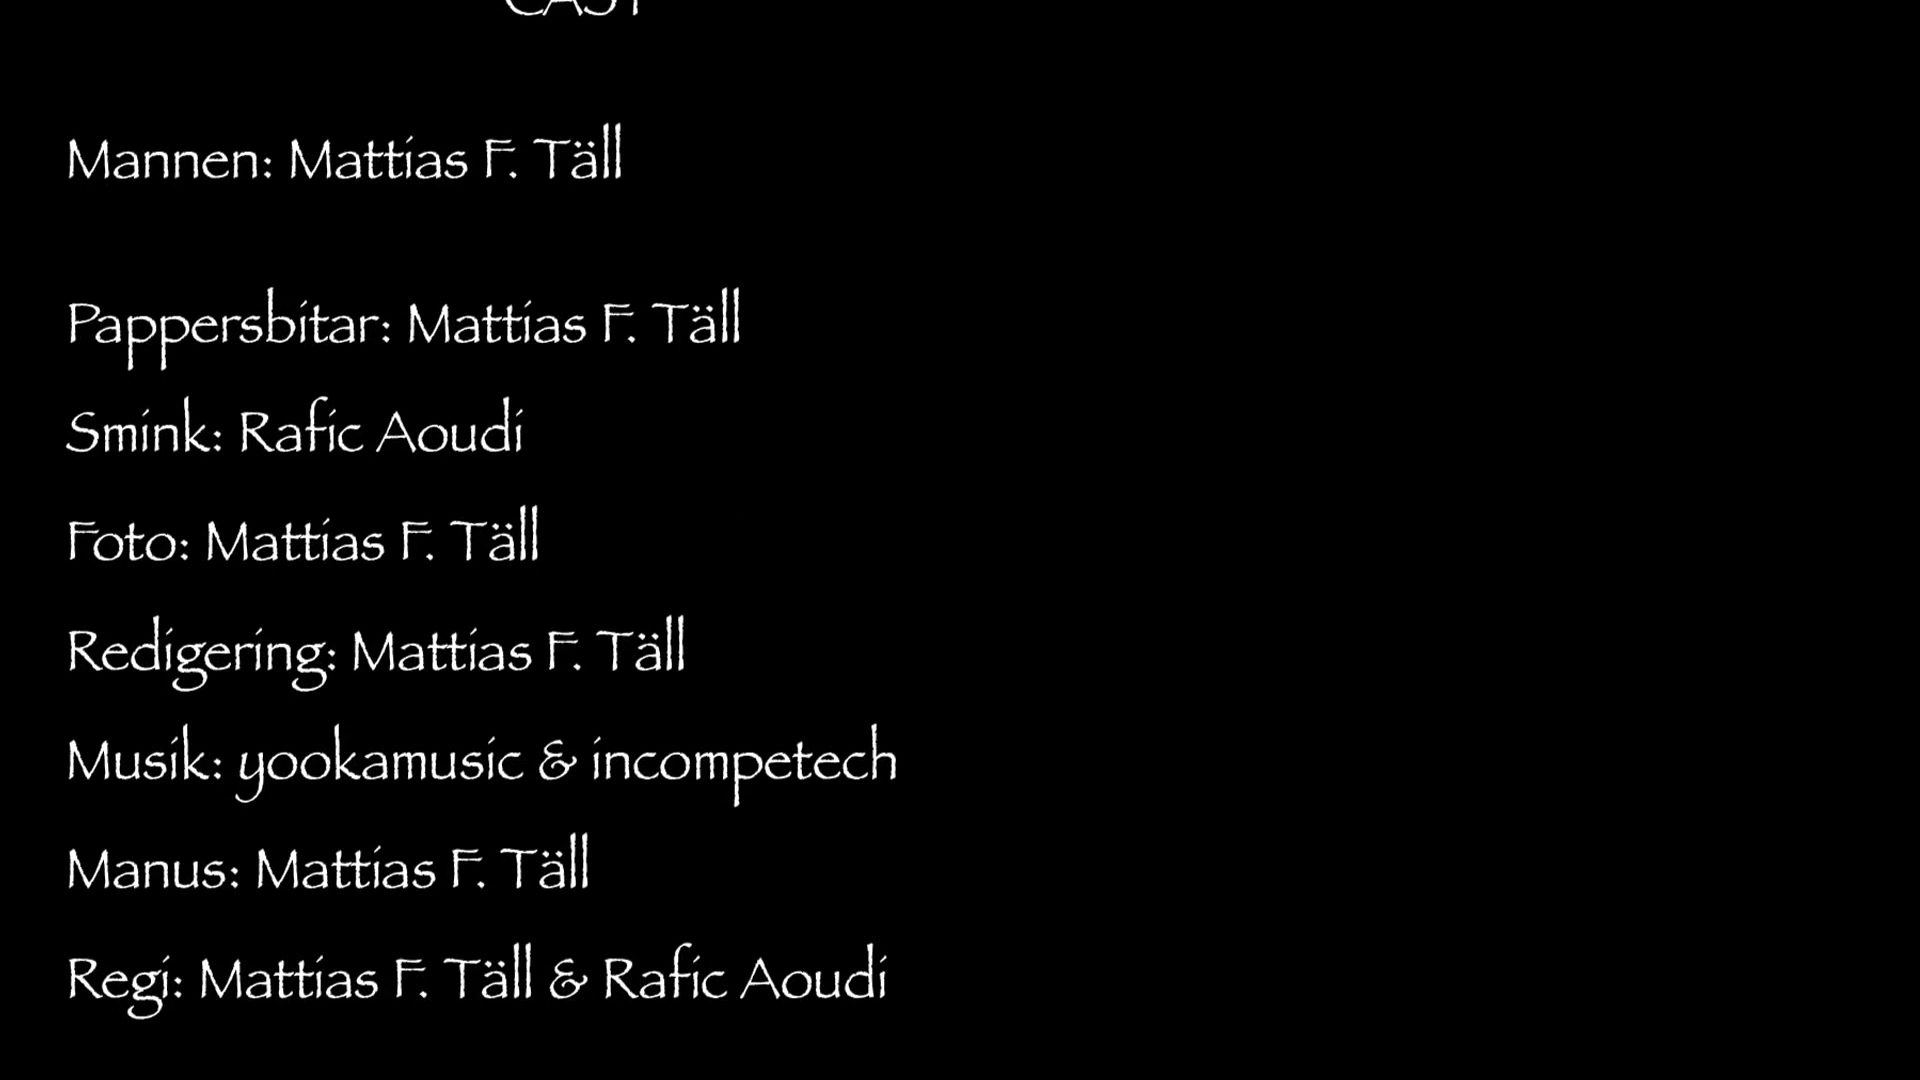 CAST
Mannen: Mattias F. Täll
Pappersbitar: Mattias F. Täll
Smink: Rafic Aoudi
Foto: Mattias F. Täll
Redigering: Mattias F. Täll
Musik: yookamusic & incompetech
Manus: Mattias F. Täll
Regi: Mattias F. Täll & Rafic Aoudi